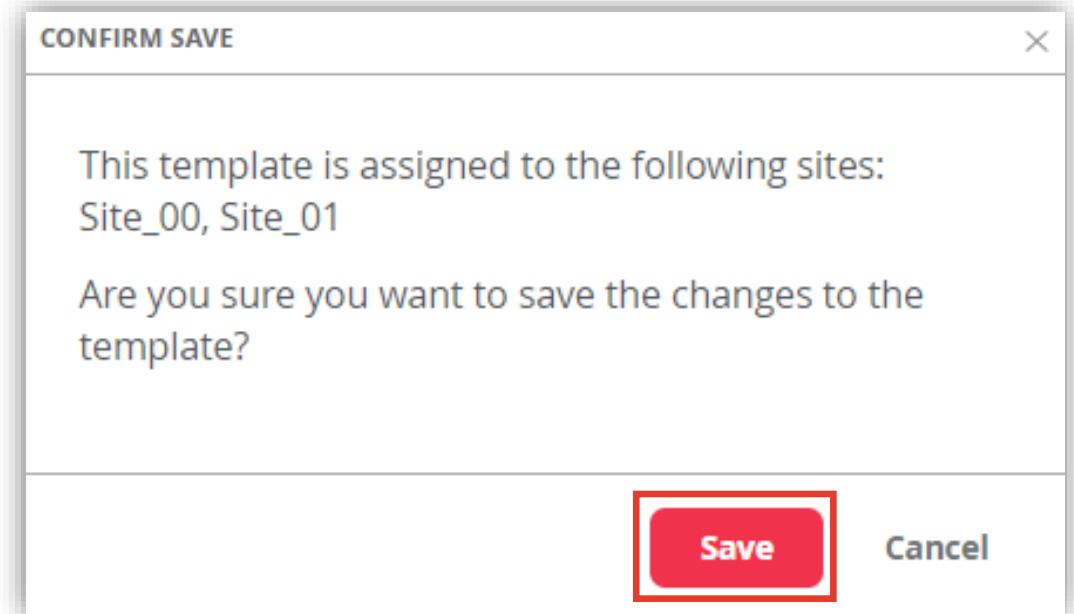 CONFIRM SAVE
This template is assigned to the following sites:
Site_00, Site_01
Are you sure you want to save the changes to the
template?
Save
Cancel